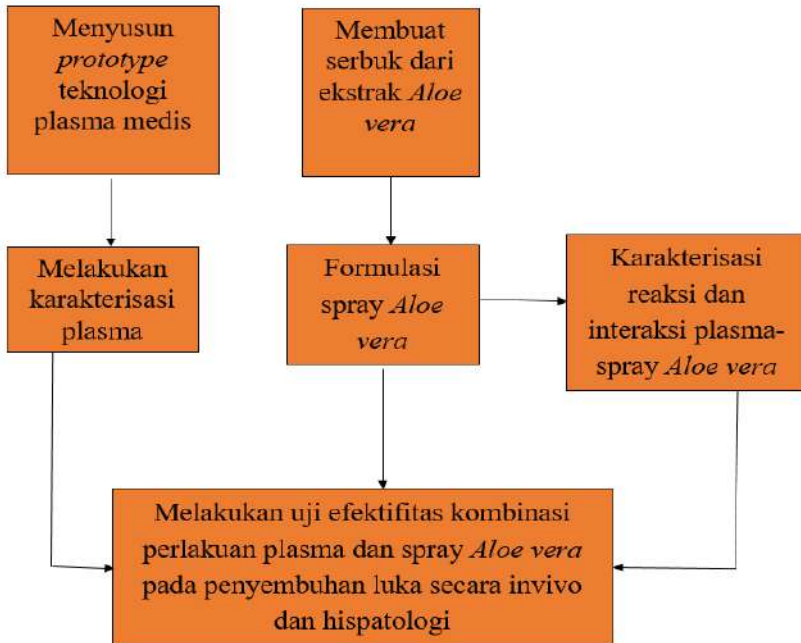 Menyusun
prototype
teknologi
plasma medis
Membuat
serbuk dari
ekstrak Aloe
vera
Melakukan
karakterisasi
plasma
Formulasi
spray Aloe
vera
Karakterisasi
reaksi dan
interaksi plasma-
spray Aloe vera
Melakukan uji efektifitas kombinasi
perlakuan plasma dan spray Aloe vera
pada penyembuhan luka secara invivo
dan hispatologi